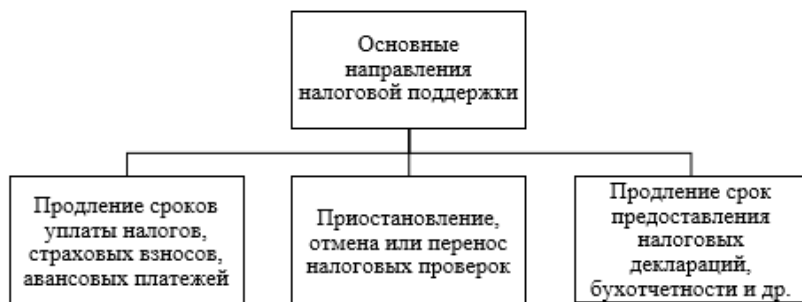 Основные
направления
налоговой поддержки
Продление сроков
уплаты налогов,
страховых взносов,
авансовых платежей
Приостановление,
отмена или перенос
налоговых проверок
Продление срок
предоставления
налоговых
деклараций,
бухотчетности и др.